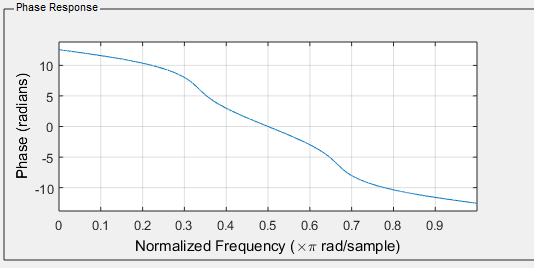 Phase Response
Phase (radians)
10
5
0
-5
-10
0 0.1 0.2 0.3 0.4 0.5 0.6 0.7 0.8 0.9
Normalized Frequency (×π rad/sample)